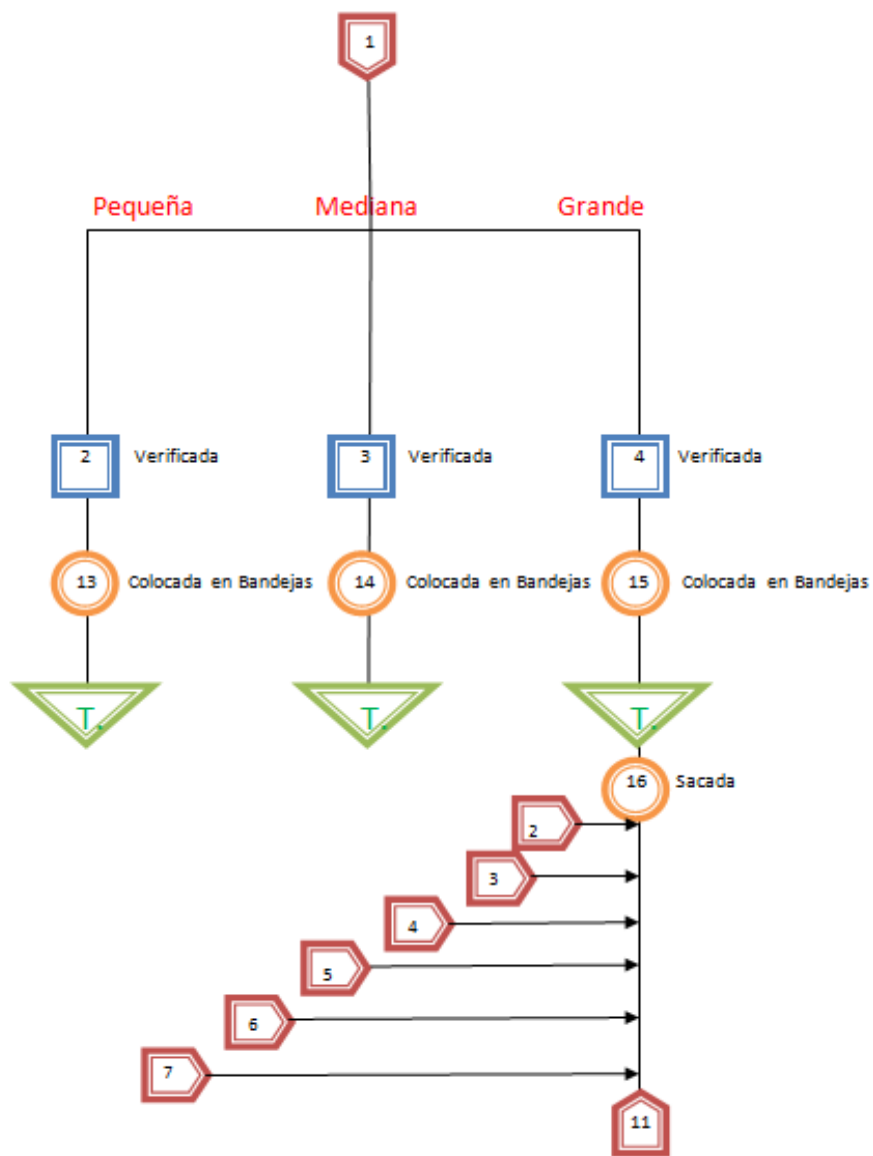 1
Pequeña Mediana Grande
2 Verificada 3 Verificada 4 Verificada
13 Colocada en Bandejas 14 Colocada en Bandejas 15 Colocada en Bandejas
T. T. T.
16 Sacada
2
3
4
5
6
7
11